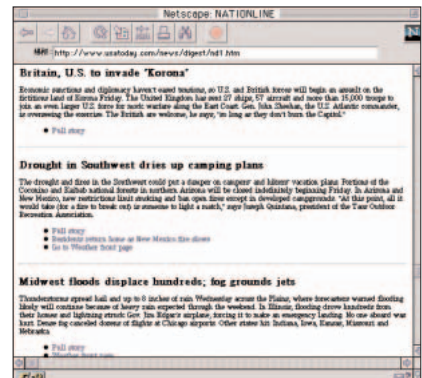 Netscape: NATIONLINE
http://www.usatoday.com/news/digest/nd1.htm
Britain, U.S. to invade "Korona"
Economic sanctions and diplomacy haven't eased tensions, so U.S. and British forces will begin an assault on the
fictitious land of Korona Friday. The United Kingdom has sent 27 ships, 57 aircraft and more than 15,000 troops to
join an even larger U.S. force for mock warfare along the East Coast. Gen. John Sheehan, the U.S. Atlantic commander,
is overseeing the exercise. The British are welcome, he says, "as long as they don't burn the Capitol."
Full story
Drought in Southwest dries up camping plans
The drought and fires in the Southwest could put a damper on campers' and hikers' vacation plans. Portions of the
Coconino and Kaibab national forests in northern Arizona will be closed indefinitely beginning Friday. In Arizona and
New Mexico, new restrictions limit smoking and ban open fires except in developed campgrounds. "At this point, all it
would take (for a fire to break out) is someone to light a match," says Joseph Quintana, president of the Taos Outdoor
Recreation Association.
Full story
Residents return home as New Mexico fire slows
Go to Weather front page
Midwest floods displace hundreds; fog grounds jets
Thunderstorms spread hail and up to 8 inches of rain Wednesday across the Plains, where forecasters warned flooding
likely will continue because of heavy rain expected through the weekend. In Illinois, flooding drove hundreds from
their homes and lightning struck Gov. Jim Edgar's airplane, forcing it to make an emergency landing. No one aboard was
hurt. Dense fog canceled dozens of flights at Chicago airports. Other states hit: Indiana, Iowa, Kansas, Missouri and
Nebraska.
Full story
Weather front page